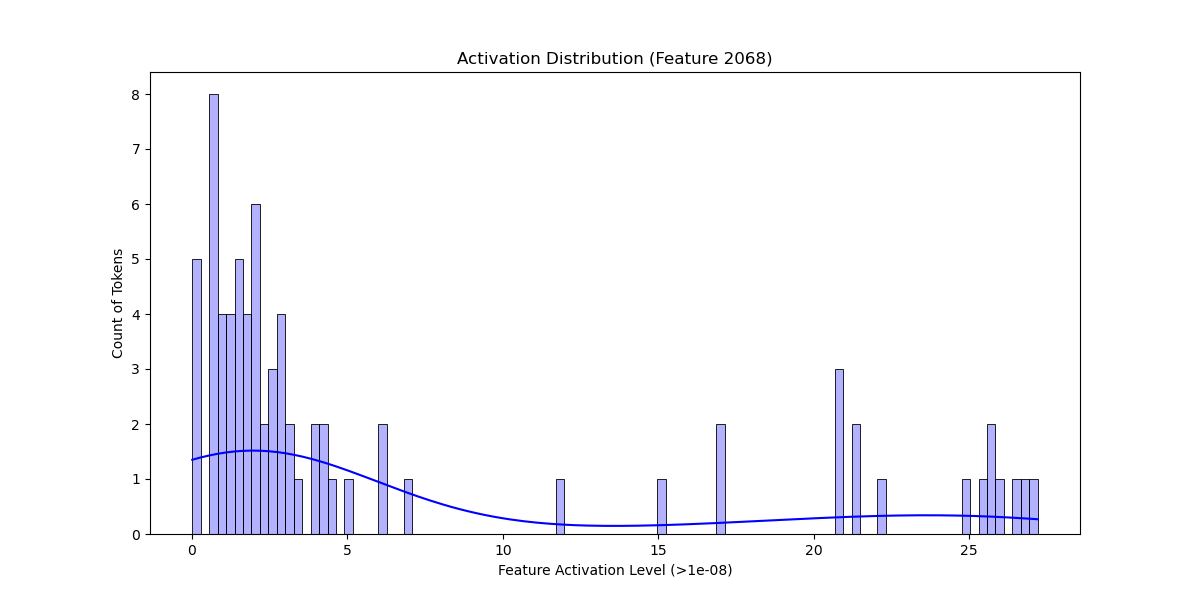 Activation Distribution (Feature 2068)
8
7
6
5
4
3
2
1
0
Count of Tokens
0 5 10 15 20 25
Feature Activation Level (>1e-08)